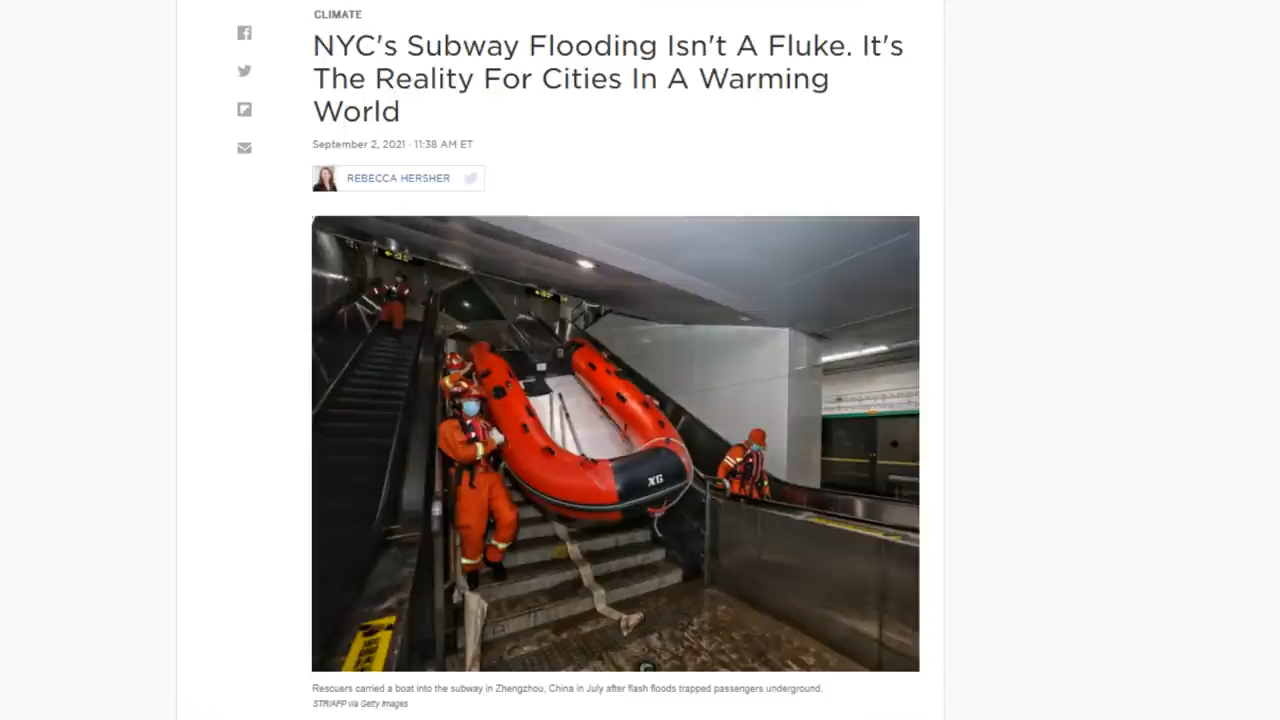 CLIMATE
NYC's Subway Flooding Isn't A Fluke. It's
The Reality For Cities In A Warming
World
September 2, 2021 · 11:38 AM ET
REBECCA HERSHER
XG
Rescuers carried a boat into the subway in Zhengzhou, China in July after flash floods trapped passengers underground.
STR/AFP via Getty Images